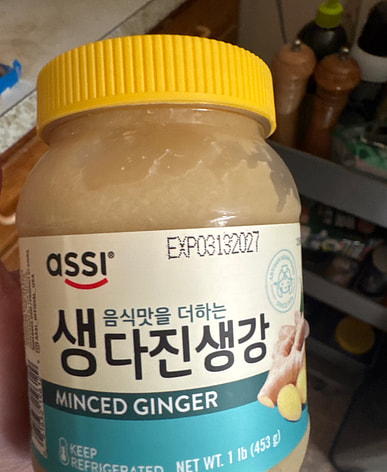 EXP03132027
assi®
음식맛을 더하는
생다진생강
MINCED GINGER
KEEP
REFRIGERATED
NET WT. 1 lb (453 g)